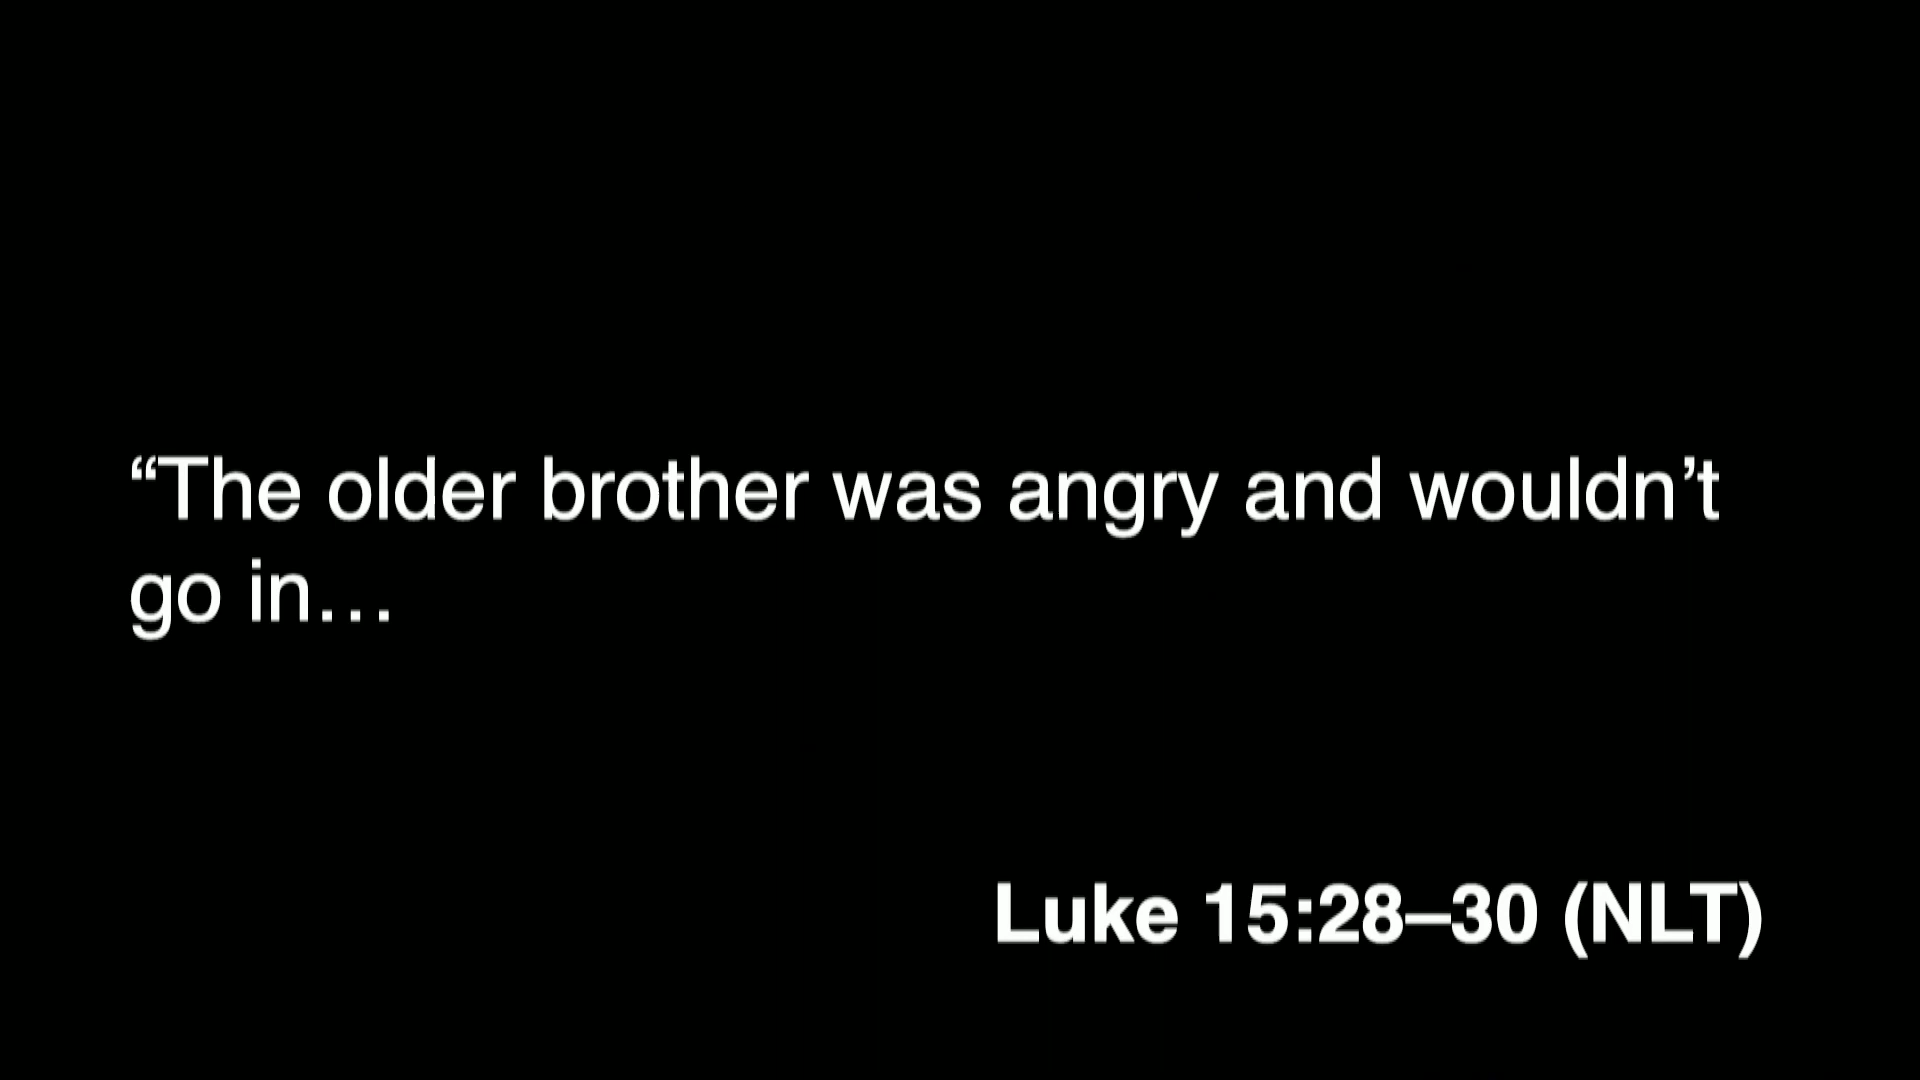 “The older brother was angry and wouldn’t
go in…
Luke 15:28–30 (NLT)